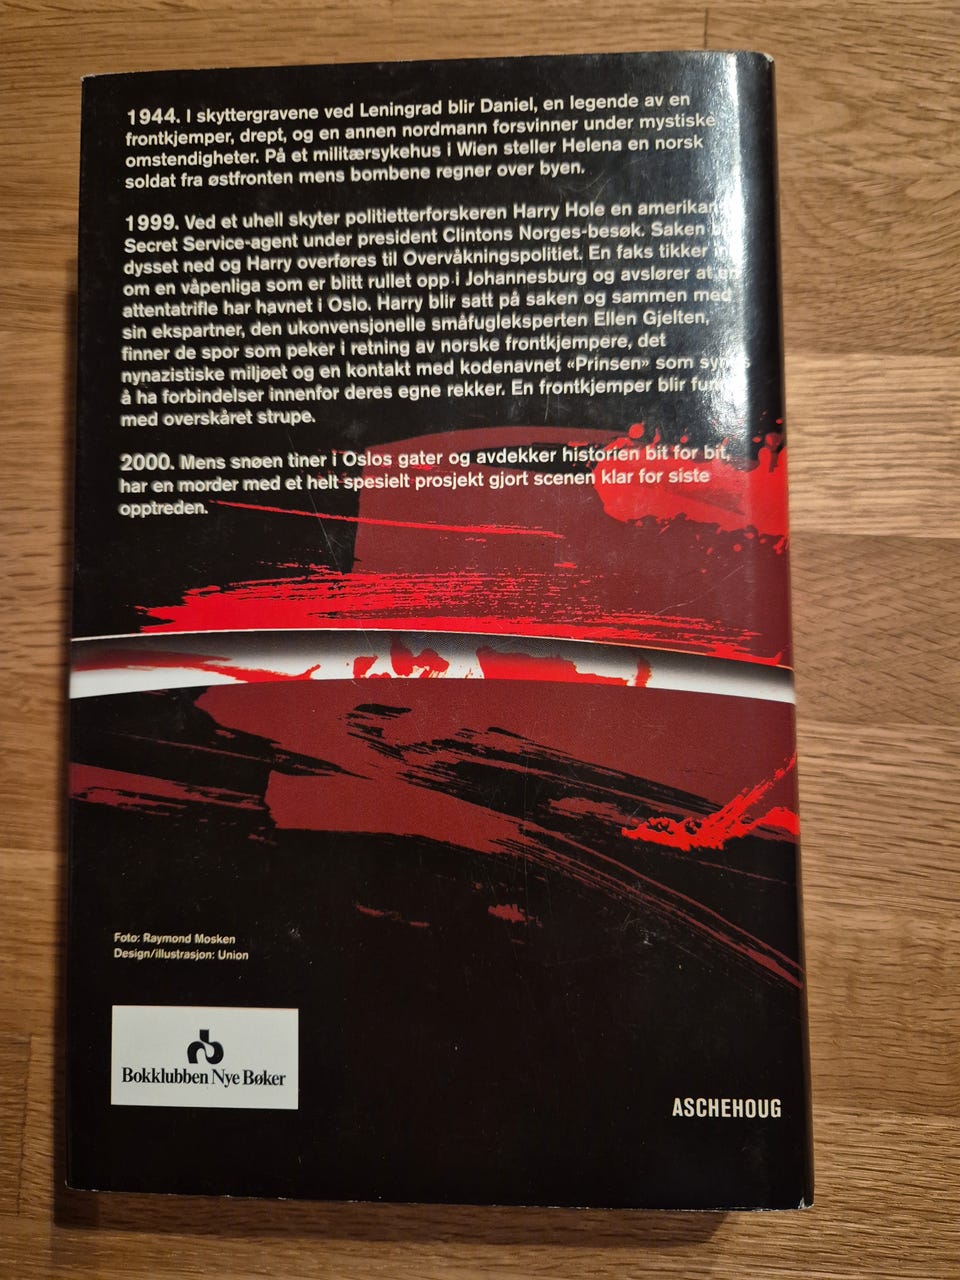 1944. I skyttergravene ved Leningrad blir Daniel, en legende av en
frontkjemper, drept, og en annen nordmann forsvinner under mystiske
omstendigheter. På et militærsykehus i Wien steller Helena en norsk
soldat fra østfronten mens bombene regner over byen.
1999. Ved et uhell skyter politietterforskeren Harry Hole en
Secret Service-agent under president Clintons Norges-besøk. Saken
dysset ned og Harry overføres til Overvåkningspolitiet. En faks tikker
om en våpenliga som er blitt rullet opp i Johannesburg og avslører at en
attentatrifle har havnet i Oslo. Harry blir satt på saken og sammen med
sin ekspartner, den ukonvensjonelle småfugleksperten Ellen Gjelten,
finner de spor som peker i retning av norske frontkjempere, det
nynazistiske miljøet og en kontakt med kodenavnet «Prinsen» som
å ha forbindelser innenfor deres egne rekker. En frontkjemper blir
med overskåret strupe.
2000. Mens snøen tiner i Oslos gater og avdekker historien bit for bit,
har en morder med et helt spesielt prosjekt gjort scenen klar for siste
opptreden.
Foto: Raymond Mosken
Design/illustrasjon: Union
Bokklubben Nye Bøker
ASCHEHOUG